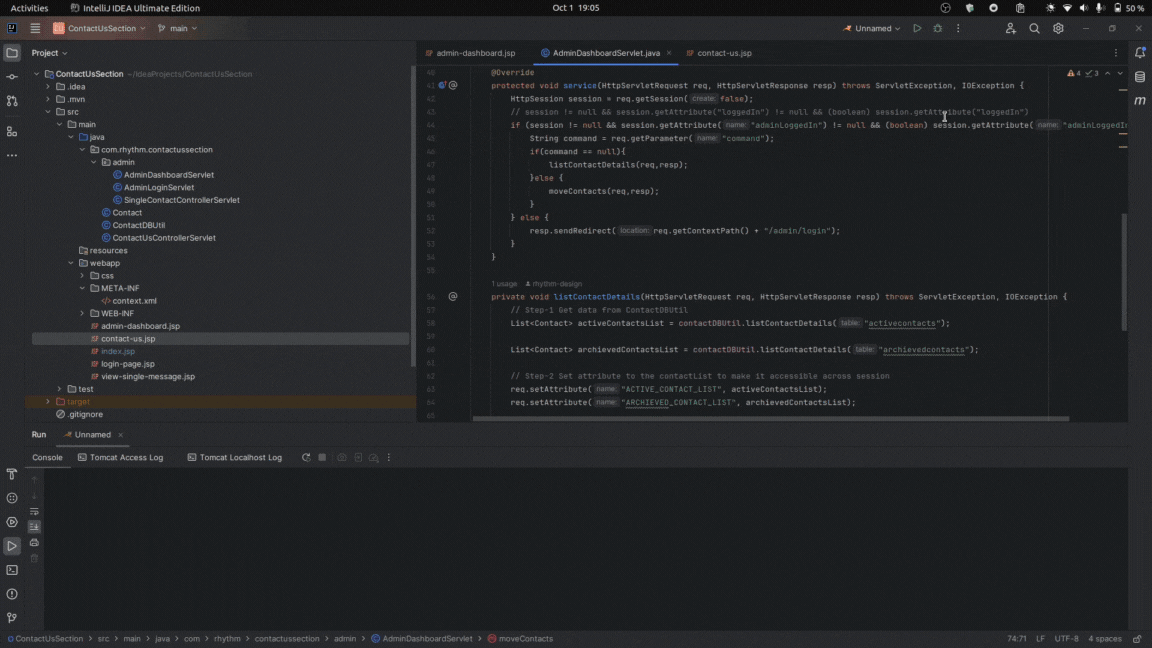 Activities
IntelliJ IDEA Ultimate Edition
Oct 1 19:05
50 %
ContactUsSection
main
Unnamed
Project
admin-dashboard.jsp
AdminDashboardServlet.java
contact-us.jsp
ContactUsSection ~/IdeaProjects/ContactUsSection
.idea
.mvn
src
main
java
com.rhythm.contactussection
admin
AdminDashboardServlet
AdminLoginServlet
SingleContactControllerServlet
Contact
ContactDBUtil
ContactUsControllerServlet
resources
webapp
css
META-INF
context.xml
WEB-INF
admin-dashboard.jsp
contact-us.jsp
index.jsp
login-page.jsp
view-single-message.jsp
test
target
.gitignore
4 3
40 @Override
41 protected void service(HttpServletRequest req, HttpServletResponse resp) throws ServletException, IOException {
42 HttpSession session = req.getSession( create: false);
43 // session != null && session.getAttribute("loggedIn") != null && (boolean) session.getAttribute("loggedIn")
44 if (session != null && session.getAttribute( name: "adminLoggedIn") != null && (boolean) session.getAttribute( name: "adminLoggedIn
45 String command = req.getParameter( name: "command");
46 if(command == null){
47 listContactDetails(req,resp);
48 }else {
49 moveContacts(req,resp);
50 }
51 } else {
52 resp.sendRedirect( location: req.getContextPath() + "/admin/login");
53 }
54 }
55
1 usage rhythm-design
56 private void listContactDetails(HttpServletRequest req, HttpServletResponse resp) throws ServletException, IOException {
57 // Step-1 Get data from ContactDBUtil
58 List<Contact> activeContactsList = contactDBUtil.listContactDetails( table: "activecontacts");
59
60 List<Contact> archievedContactsList = contactDBUtil.listContactDetails( table: "archievedcontacts");
61
62 // Step-2 Set attribute to the contactList to make it accessible across session
63 req.setAttribute( name: "ACTIVE_CONTACT_LIST", activeContactsList);
64 req.setAttribute( name: "ARCHIEVED_CONTACT_LIST", archievedContactsList);
65
Run
Unnamed
Console
Tomcat Access Log
Tomcat Localhost Log
ContactUsSection > src > main > java > com > rhythm > contactussection > admin > AdminDashboardServlet > moveContacts
74:71 LF UTF-8 4 spaces